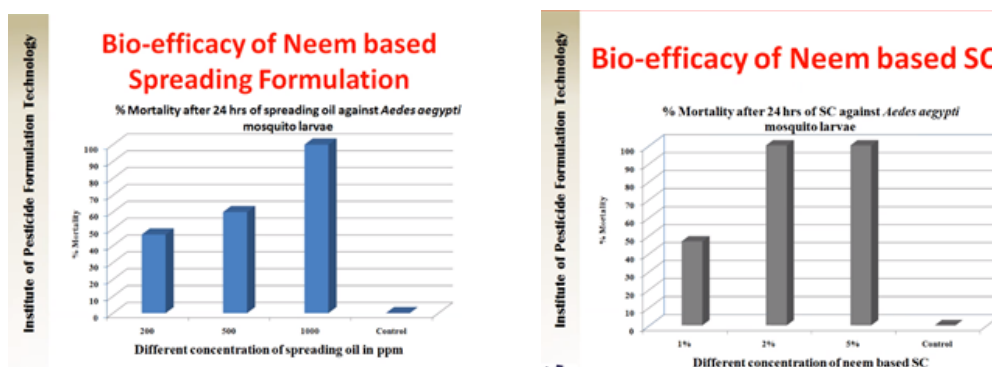 Institute of Pesticide Formulation Technology
Bio-efficacy of Neem based
Spreading Formulation
% Mortality after 24 hrs of spreading oil against Aedes aegypti
mosquito larvae
% Mortality
100
90
80
70
60
50
40
30
20
10
0
200 500 1000 Control
Different concentration of spreading oil in ppm
Institute of Pesticide Formulation Technology
Bio-efficacy of Neem based SC
% Mortality after 24 hrs of SC against Aedes aegypti
mosquito larvae
% Mortality
100
90
80
70
60
50
40
30
20
10
0
1% 2% 5% Control
Different concentration of neem based SC